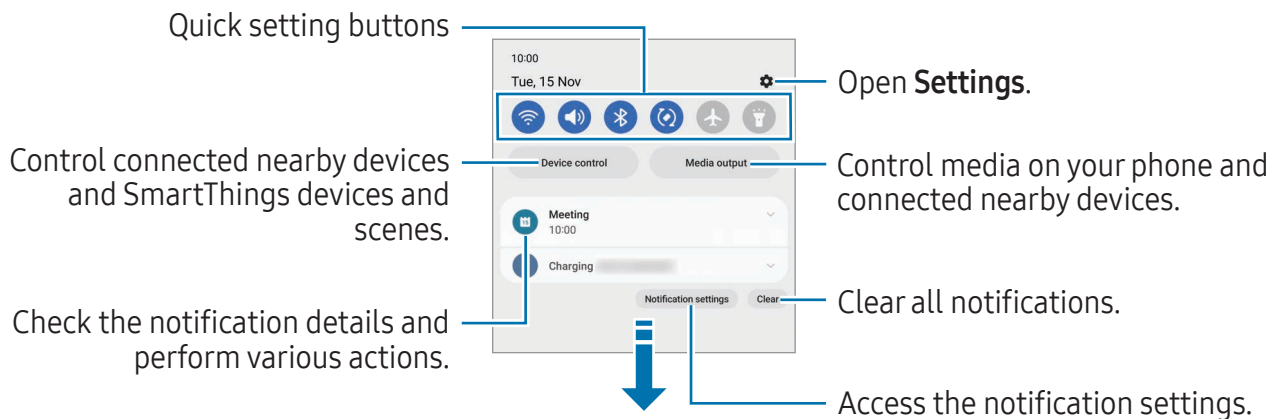 Quick setting buttons
10:00
Tue, 15 Nov
Open Settings.
Control connected nearby devices
and SmartThings devices and
scenes.
Device control
Media output
Control media on your phone and
connected nearby devices.
Meeting
10:00
Charging
Notification settings
Clear
Clear all notifications.
Check the notification details and
perform various actions.
Access the notification settings.